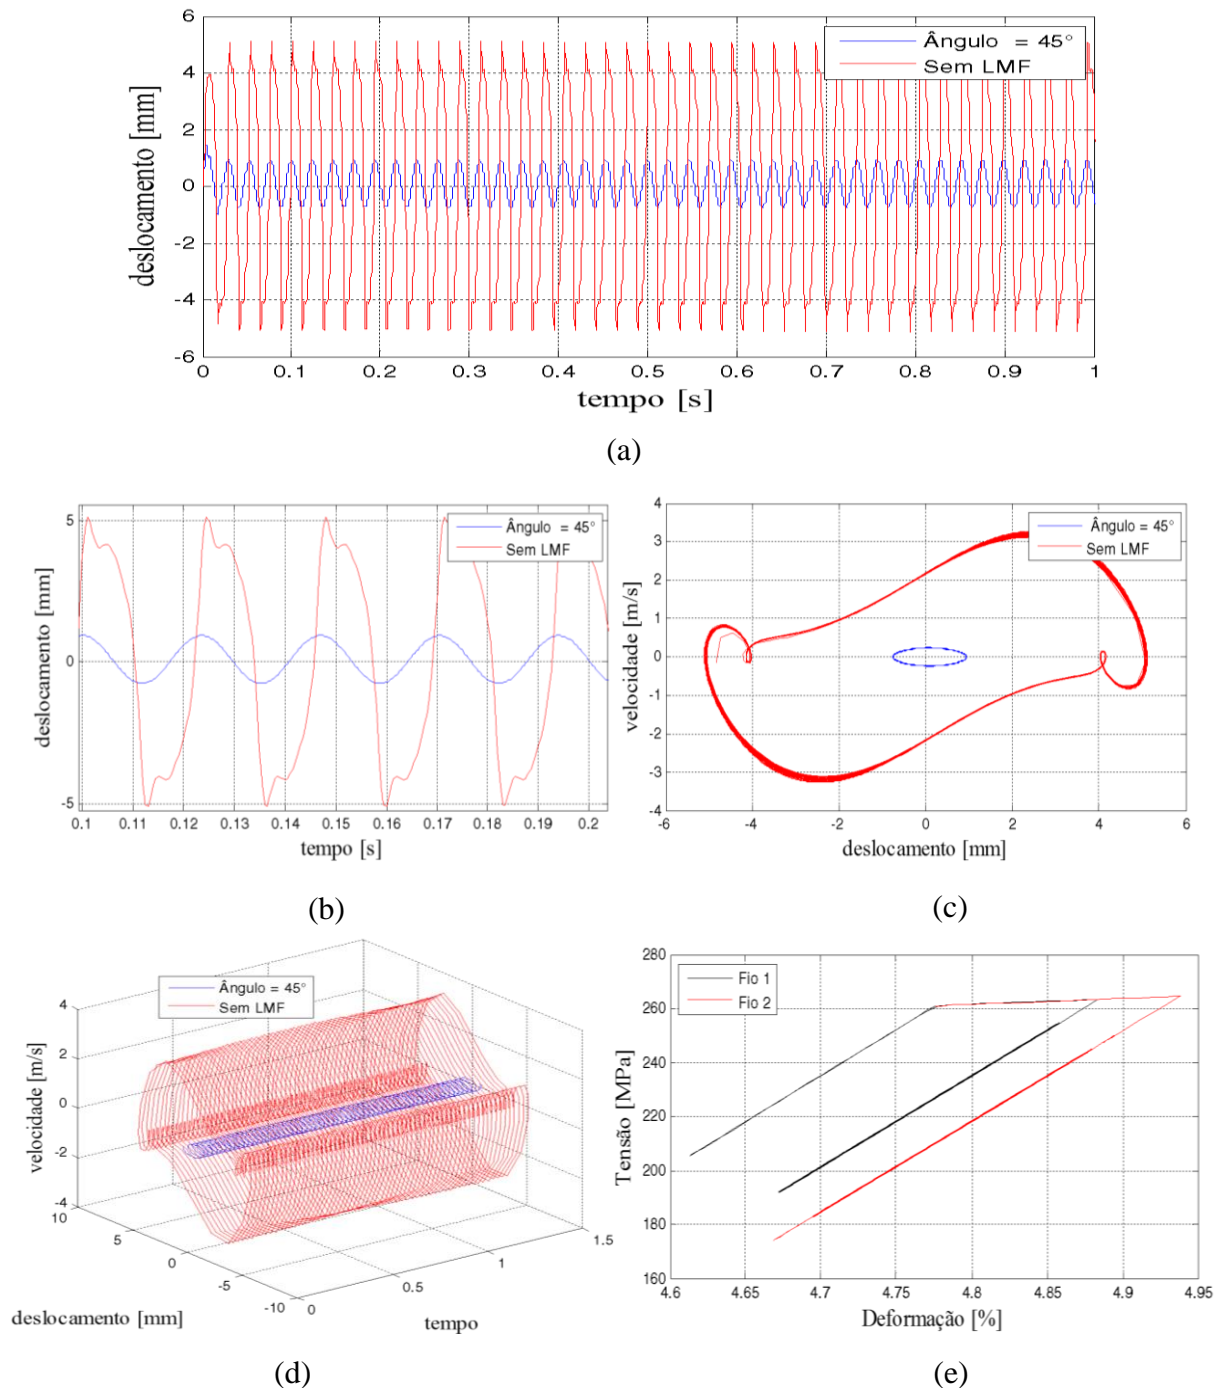 6
4
2
0
-2
-4
-6
deslocamento [mm]
Ângulo = 45°
Sem LMF
0 0.1 0.2 0.3 0.4 0.5 0.6 0.7 0.8 0.9 1
tempo [s]
(a)
5
0
-5
deslocamento [mm]
Ângulo = 45°
Sem LMF
0.1 0.11 0.12 0.13 0.14 0.15 0.16 0.17 0.18 0.19 0.2
tempo [s]
(b)
4
3
2
1
0
-1
-2
-3
-4
velocidade [m/s]
Ângulo = 45°
Sem LMF
-6 -4 -2 0 2 4 6
deslocamento [mm]
(c)
Ângulo = 45°
Sem LMF
4
2
0
-2
-4
velocidade [m/s]
10
5
0
-5
-10
deslocamento [mm]
0
0.5
1
1.5
tempo
(d)
280
260
240
220
200
180
160
Tensão [MPa]
Fio 1
Fio 2
4.6 4.65 4.7 4.75 4.8 4.85 4.9 4.95
Deformação [%]
(e)